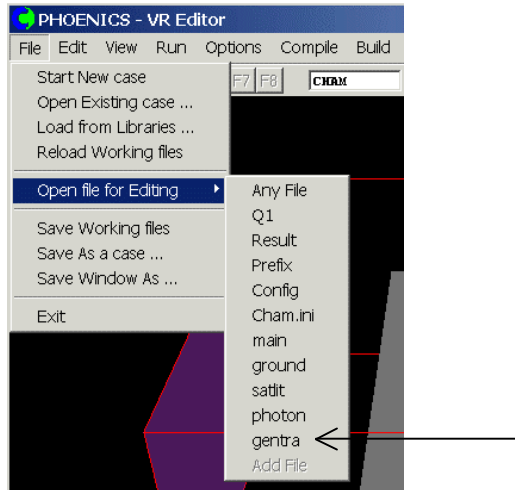 PHOENICS - VR Editor
File Edit View Run Options Compile Build
F7 F8 CHAM
Start New case
Open Existing case ...
Load from Libraries ...
Reload Working files
Open file for Editing
Save Working files
Save As a case ...
Save Window As ...
Exit
Any File
Q1
Result
Prefix
Config
Cham.ini
main
ground
satlit
photon
gentra
Add File